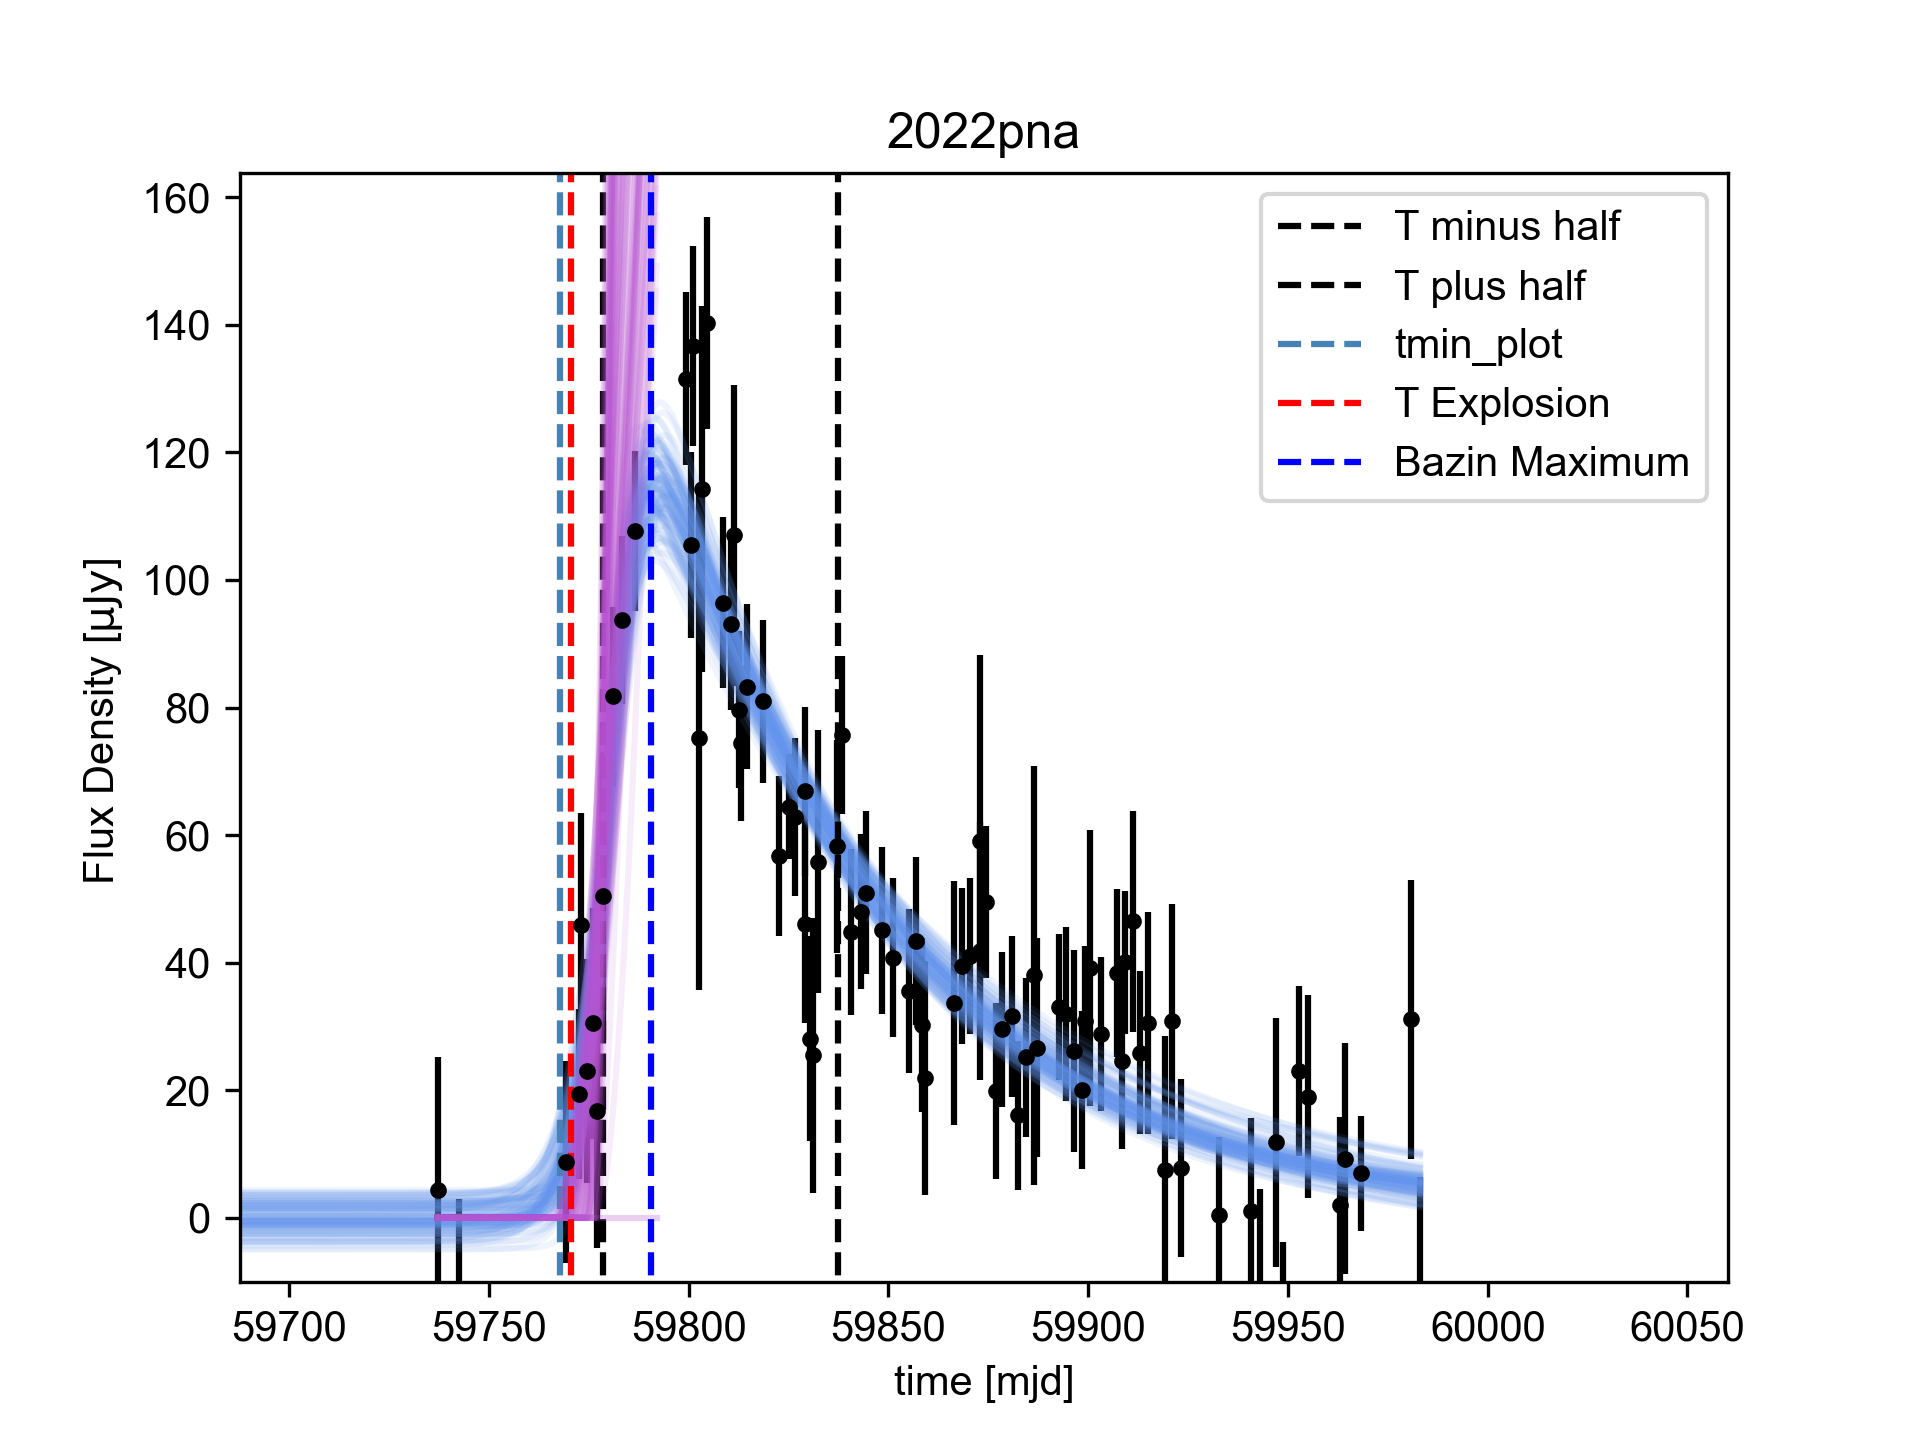 2022pna
160
140
120
100
80
60
40
20
0
Flux Density [µJy]
T minus half
T plus half
tmin_plot
T Explosion
Bazin Maximum
59700 59750 59800 59850 59900 59950 60000 60050
time [mjd]